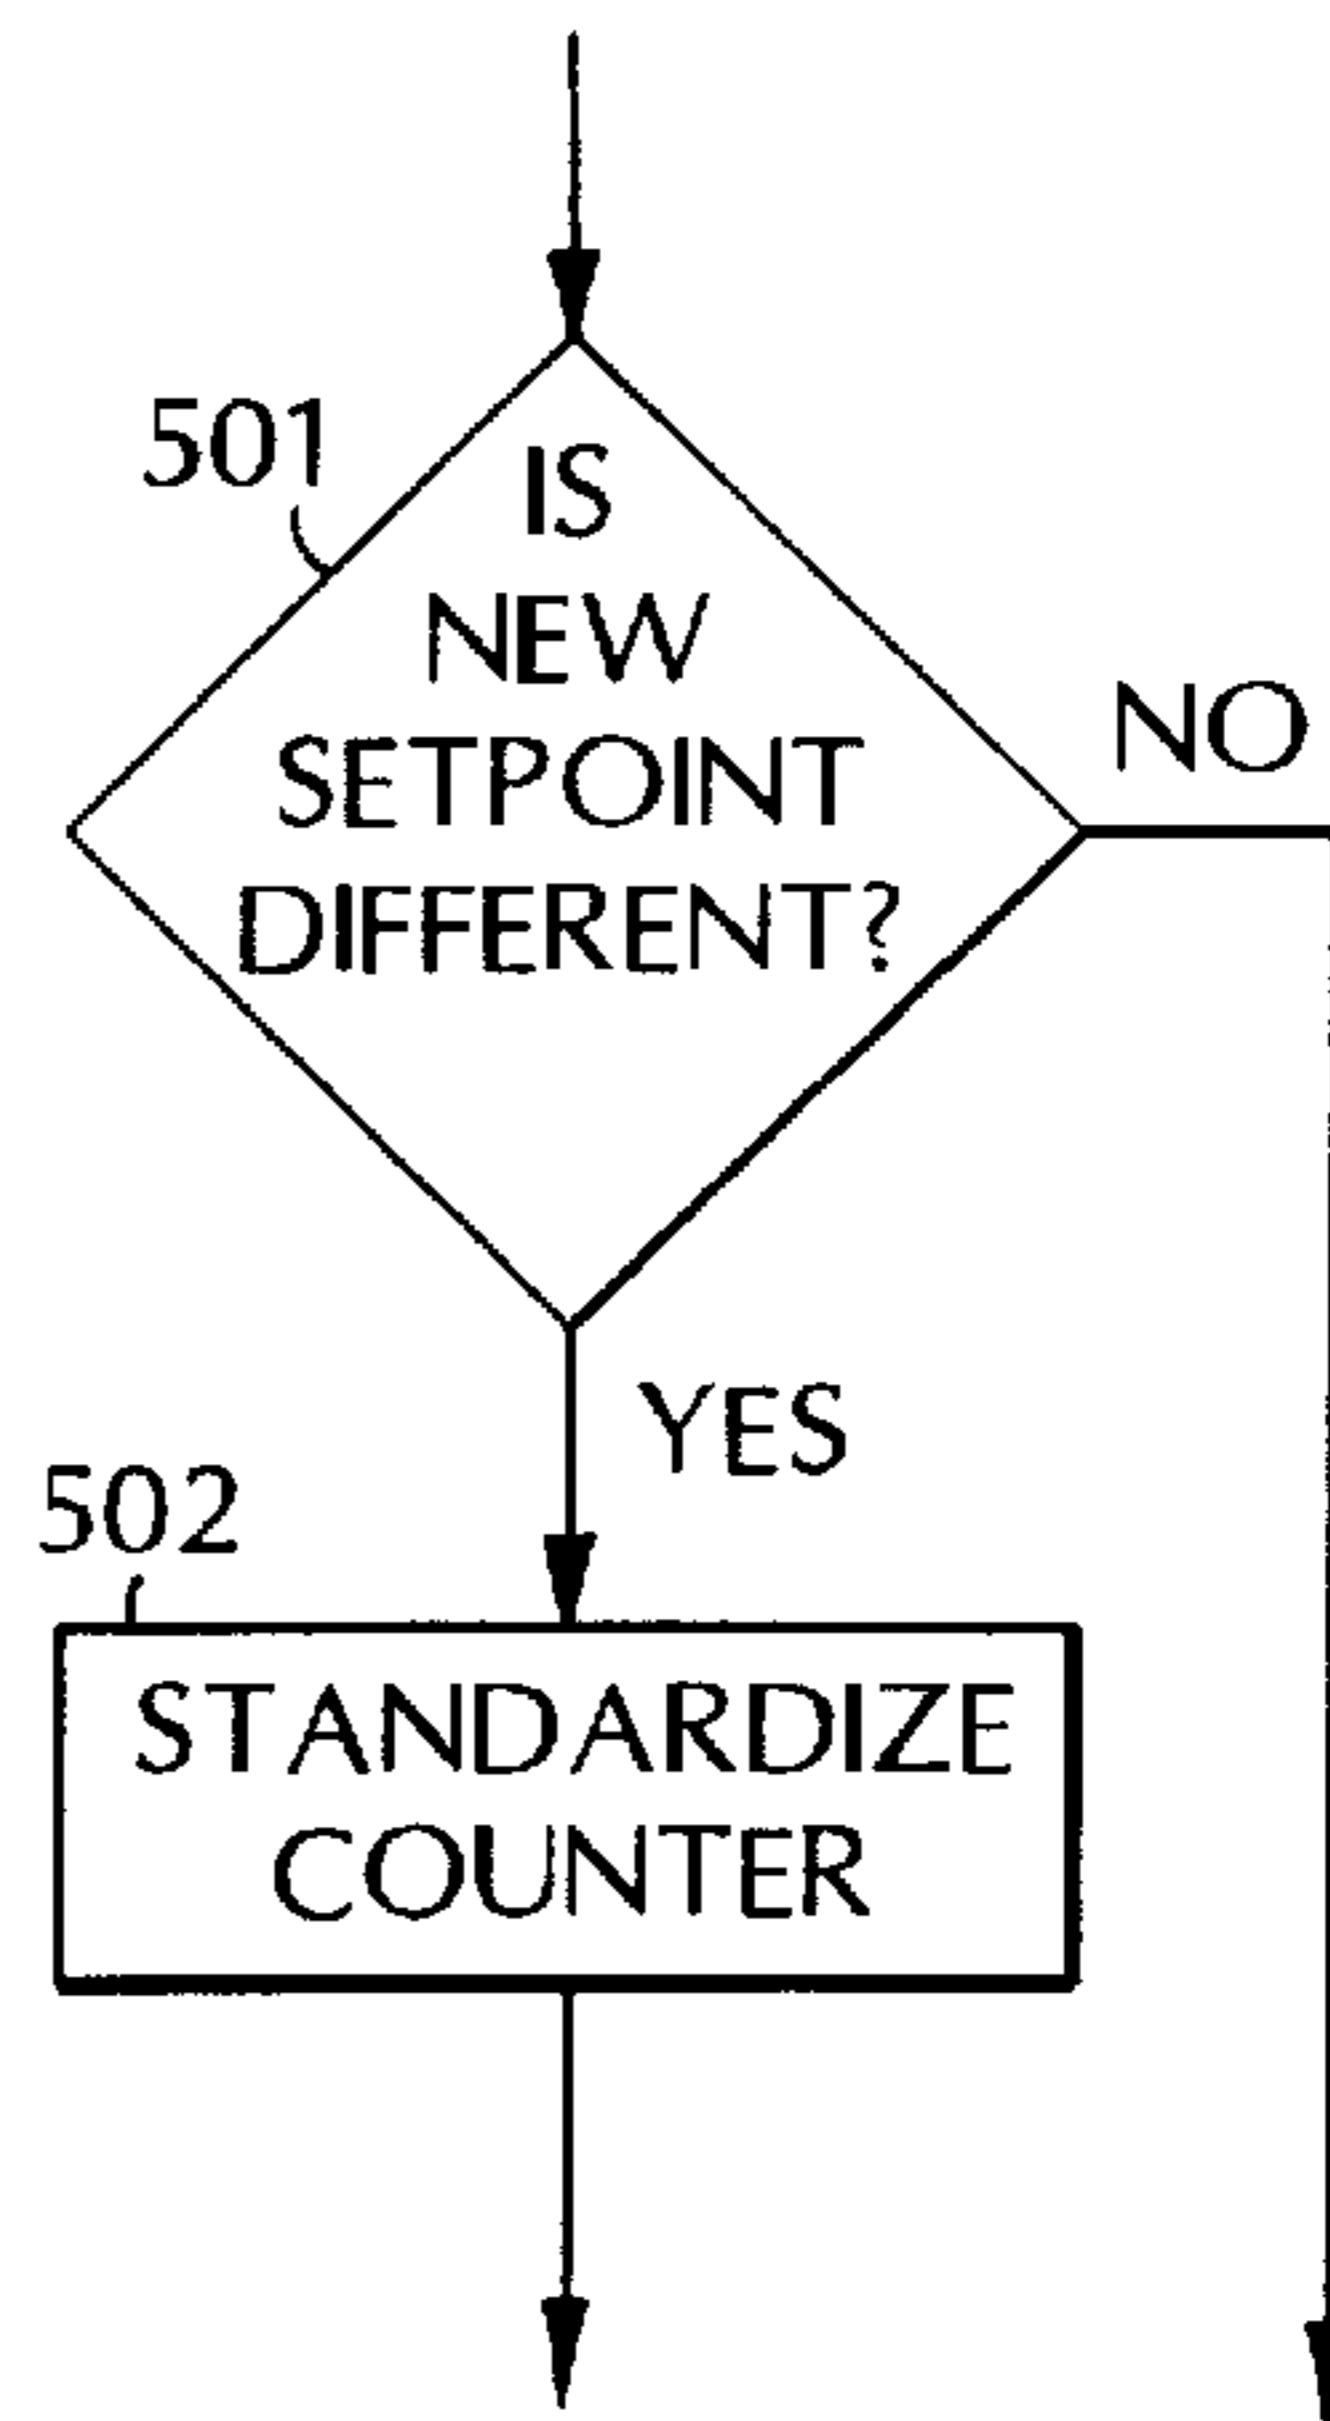 501
IS
NEW
SETPOINT
DIFFERENT?
NO
YES
502
STANDARDIZE
COUNTER